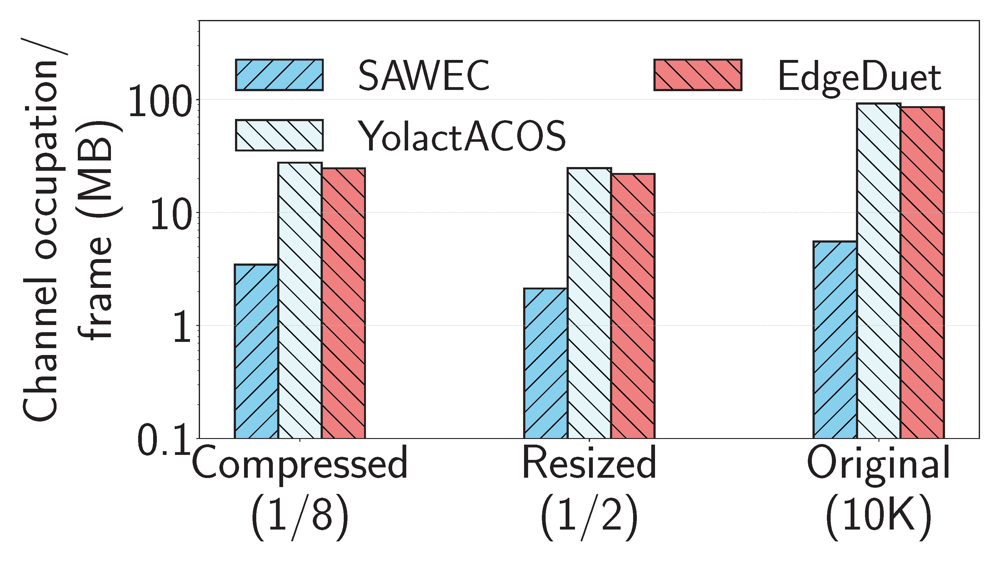 Channel occupation/
frame (MB)
100
10
1
0.1
SAWEC
YolactACOS
EdgeDuet
Compressed
(1/8)
Resized
(1/2)
Original
(10K)